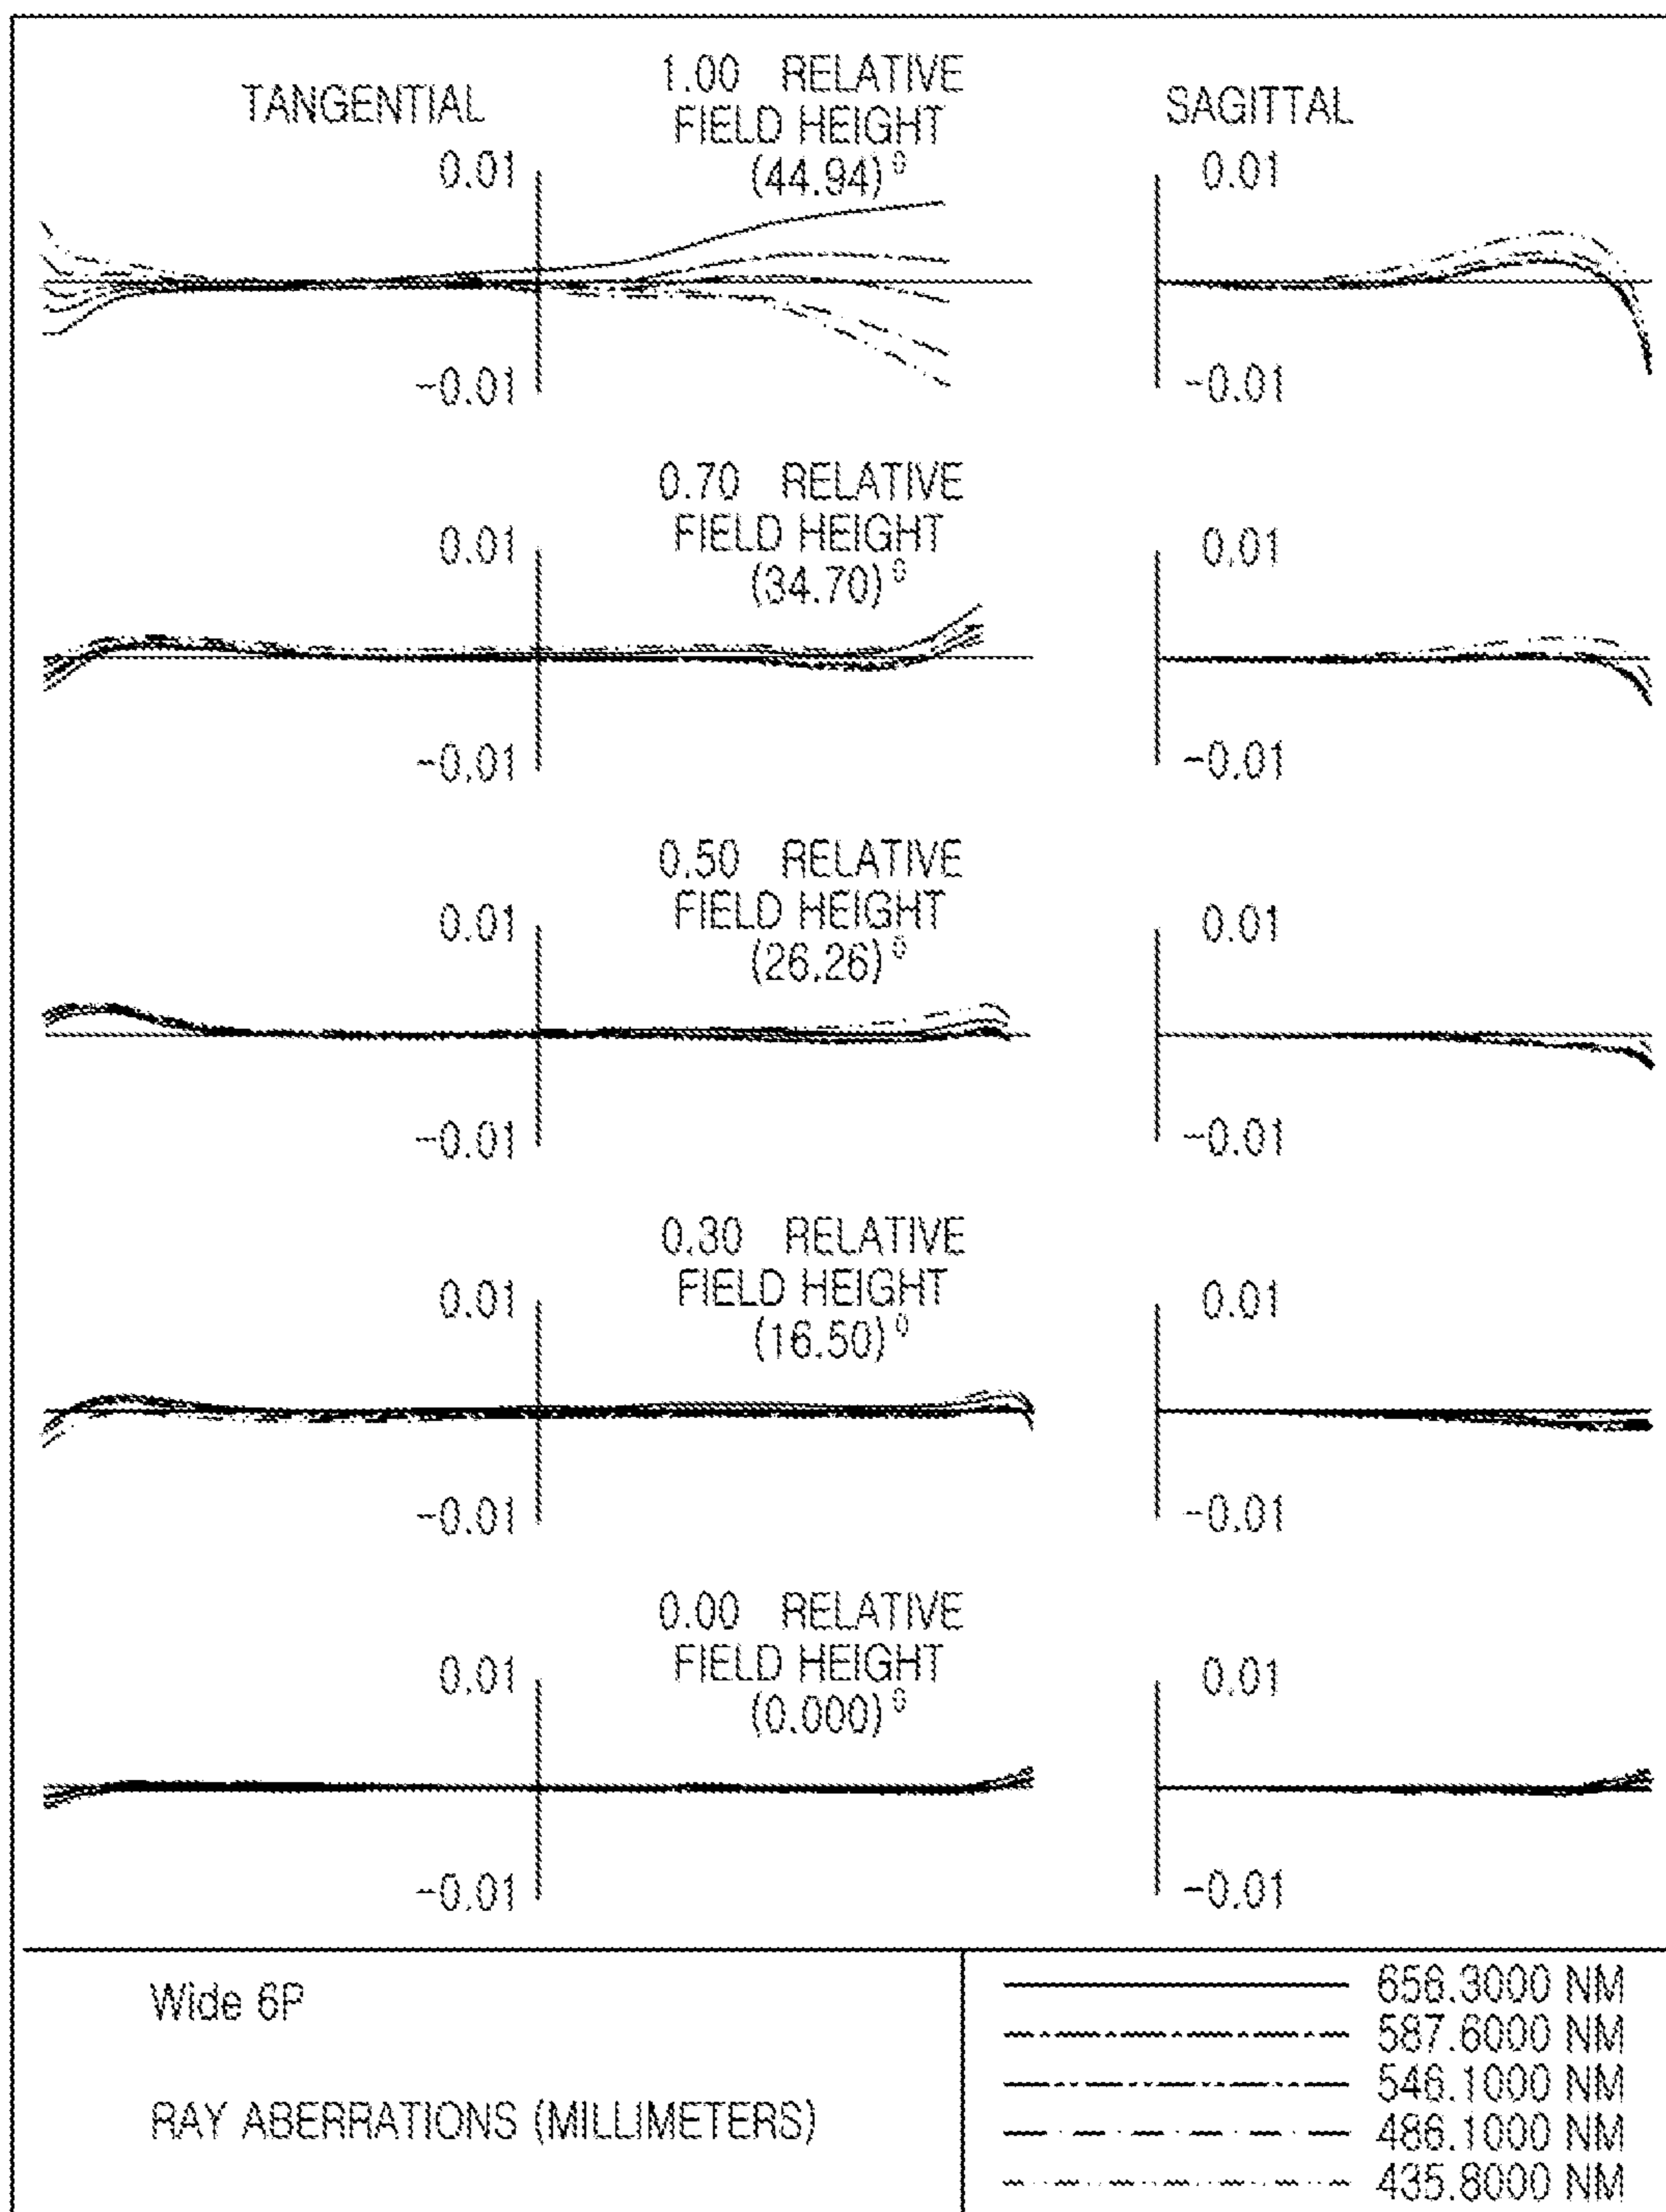 TANGENTIAL
1.00 RELATIVE
FIELD HEIGHT
(44.94)⁰
SAGITTAL
0.01
0.01
-0.01
-0.01
0.70 RELATIVE
FIELD HEIGHT
(34.70)⁰
0.01
0.01
-0.01
-0.01
0.50 RELATIVE
FIELD HEIGHT
(26.26)⁰
0.01
0.01
-0.01
-0.01
0.30 RELATIVE
FIELD HEIGHT
(16.50)⁰
0.01
0.01
-0.01
-0.01
0.00 RELATIVE
FIELD HEIGHT
(0.000)⁰
0.01
0.01
-0.01
-0.01
Wide 6P
RAY ABERRATIONS (MILLIMETERS)
656.3000 NM
587.6000 NM
546.1000 NM
486.1000 NM
435.8000 NM